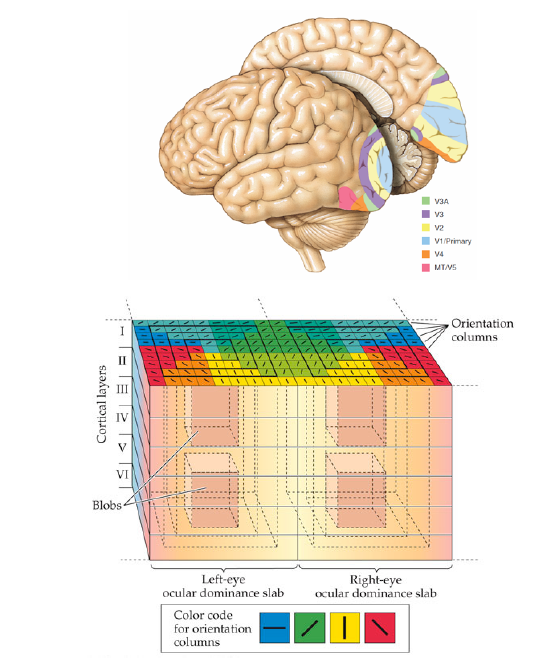 V3A
V3
V2
V1/Primary
V4
MT/V5
Cortical layers
I
II
III
IV
V
VI
Orientation
columns
Blobs
Left-eye
ocular dominance slab
Right-eye
ocular dominance slab
Color code
for orientation
columns